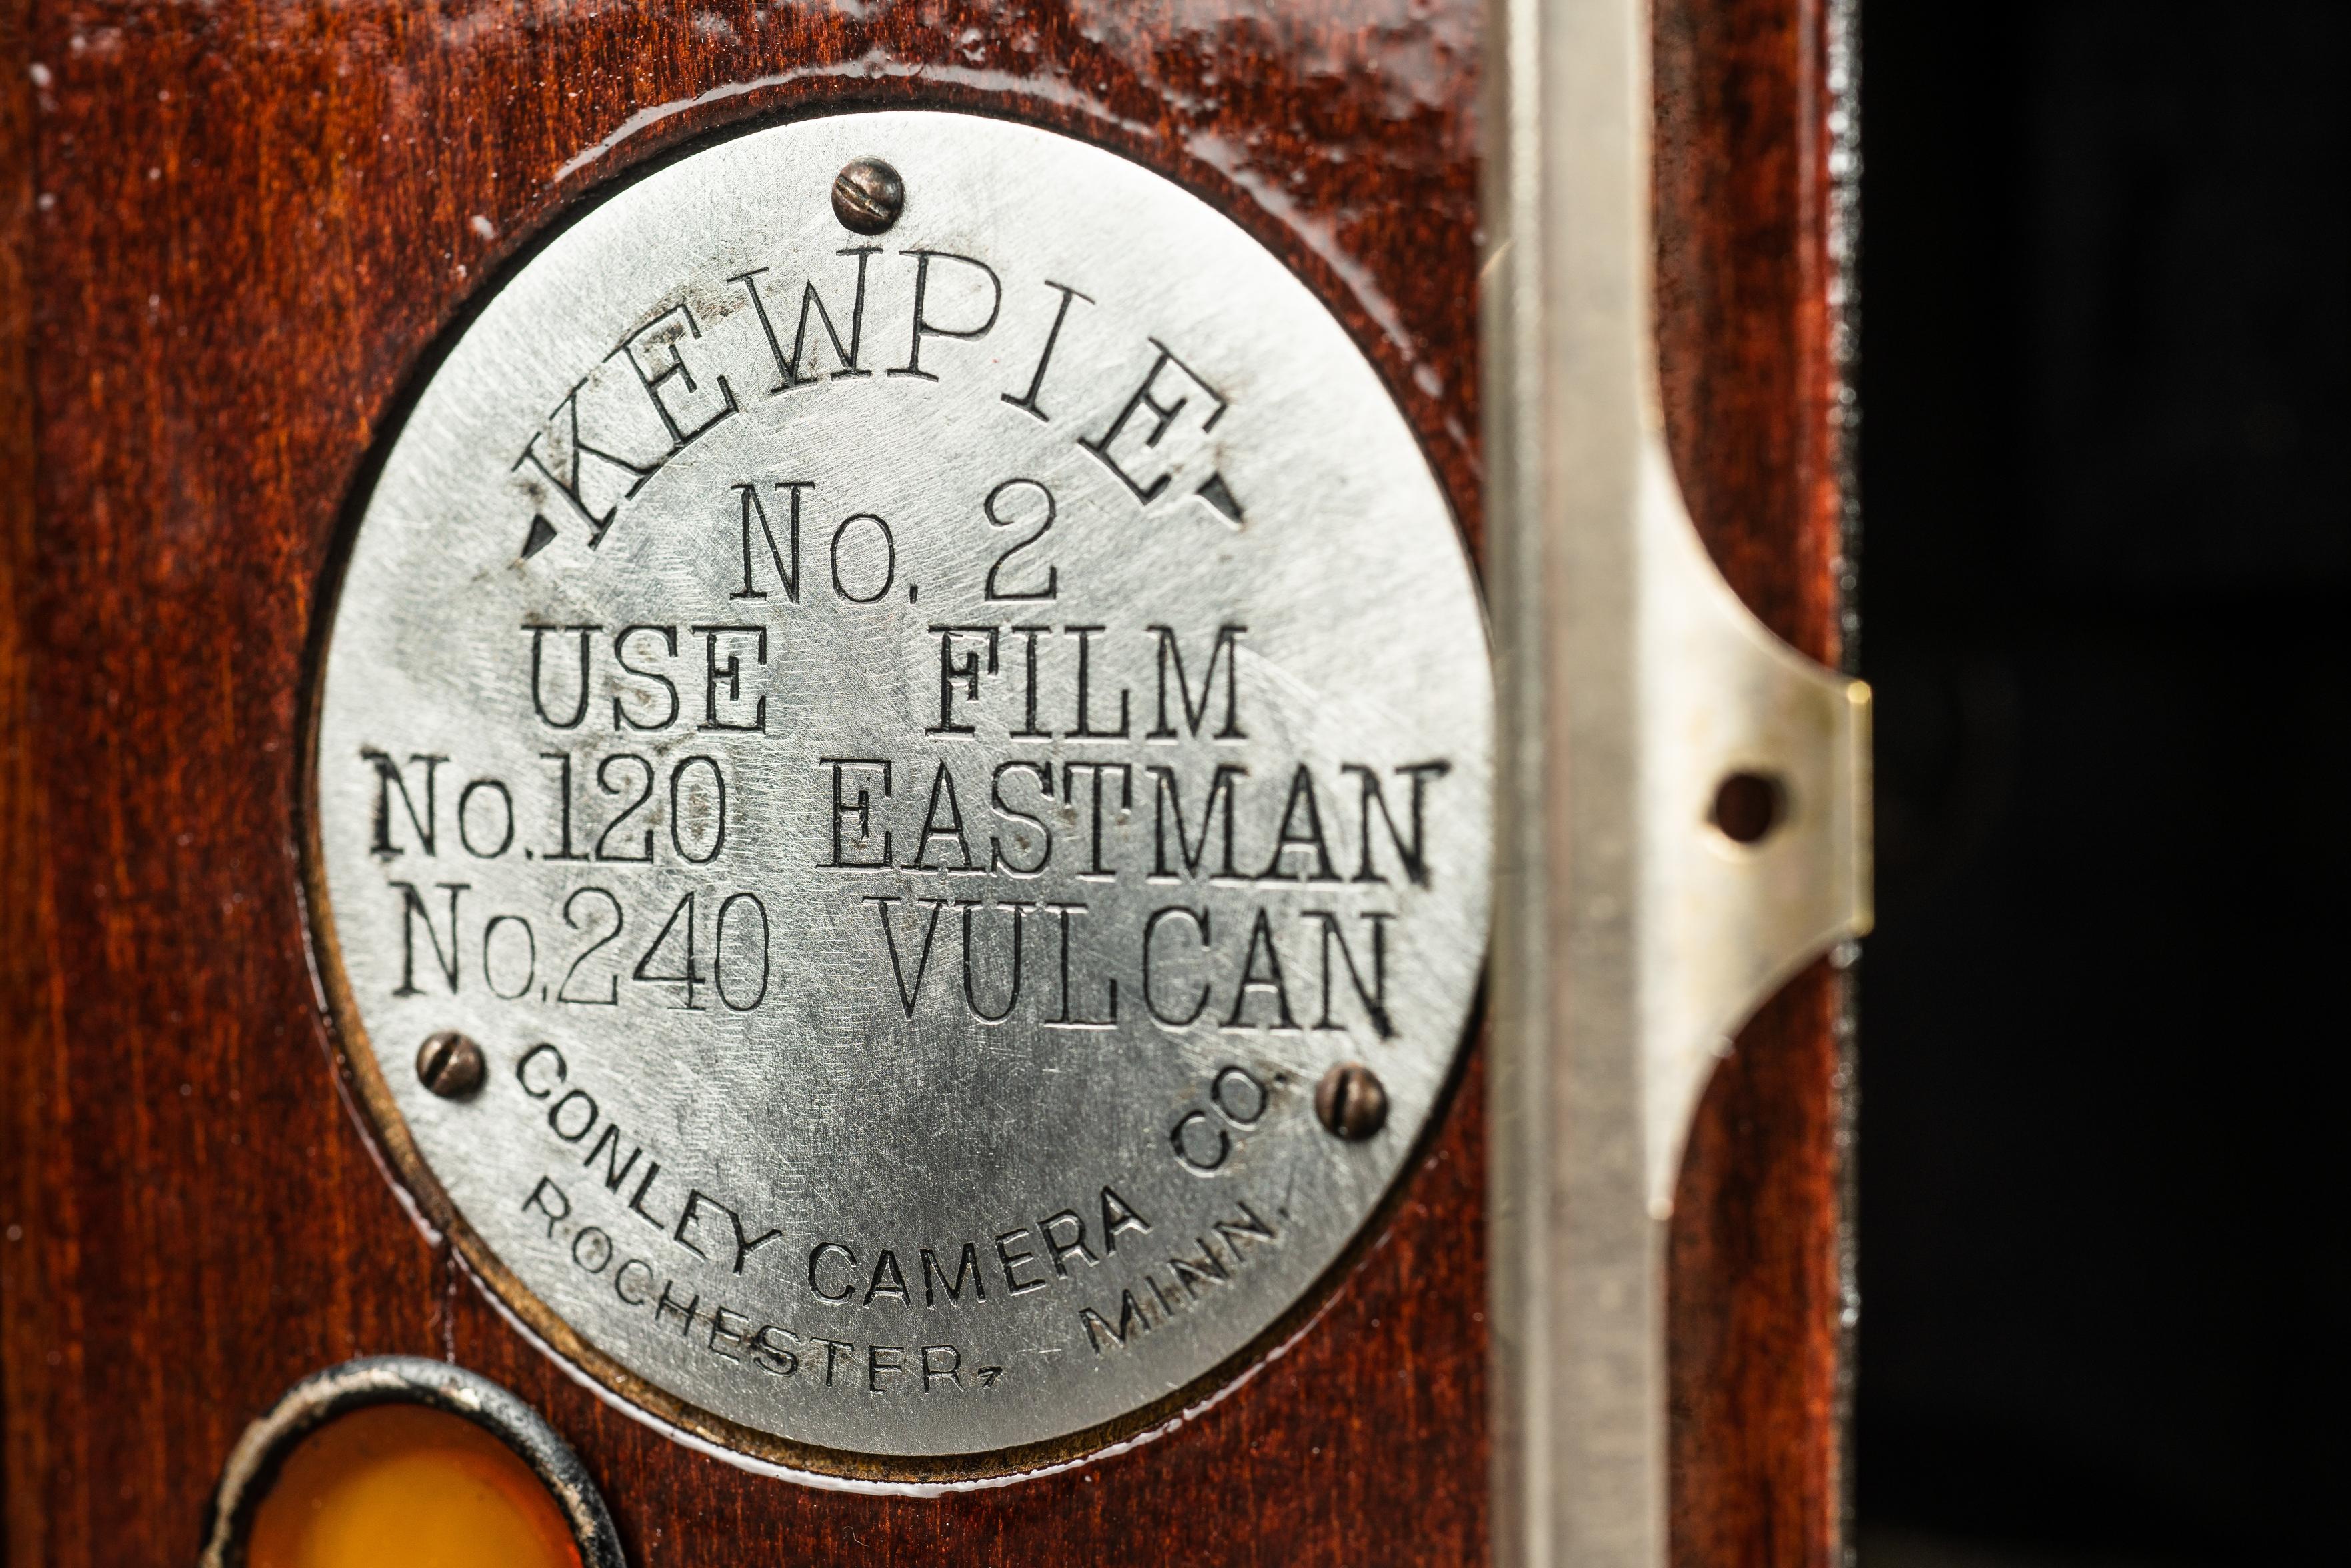 KEWPIE
No. 2
USE FILM
No.120 EASTMAN
No.240 VULCAN
CONLEY CAMERA CO.
ROCHESTER, MINN.